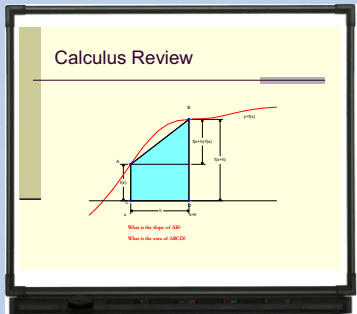 Calculus Review
B
y=f(x)
f(x+h)-f(x)
f(x+h)
A
f(x)
C
h
D
x
x+h
What is the slope of AB?
What is the area of ABCD?